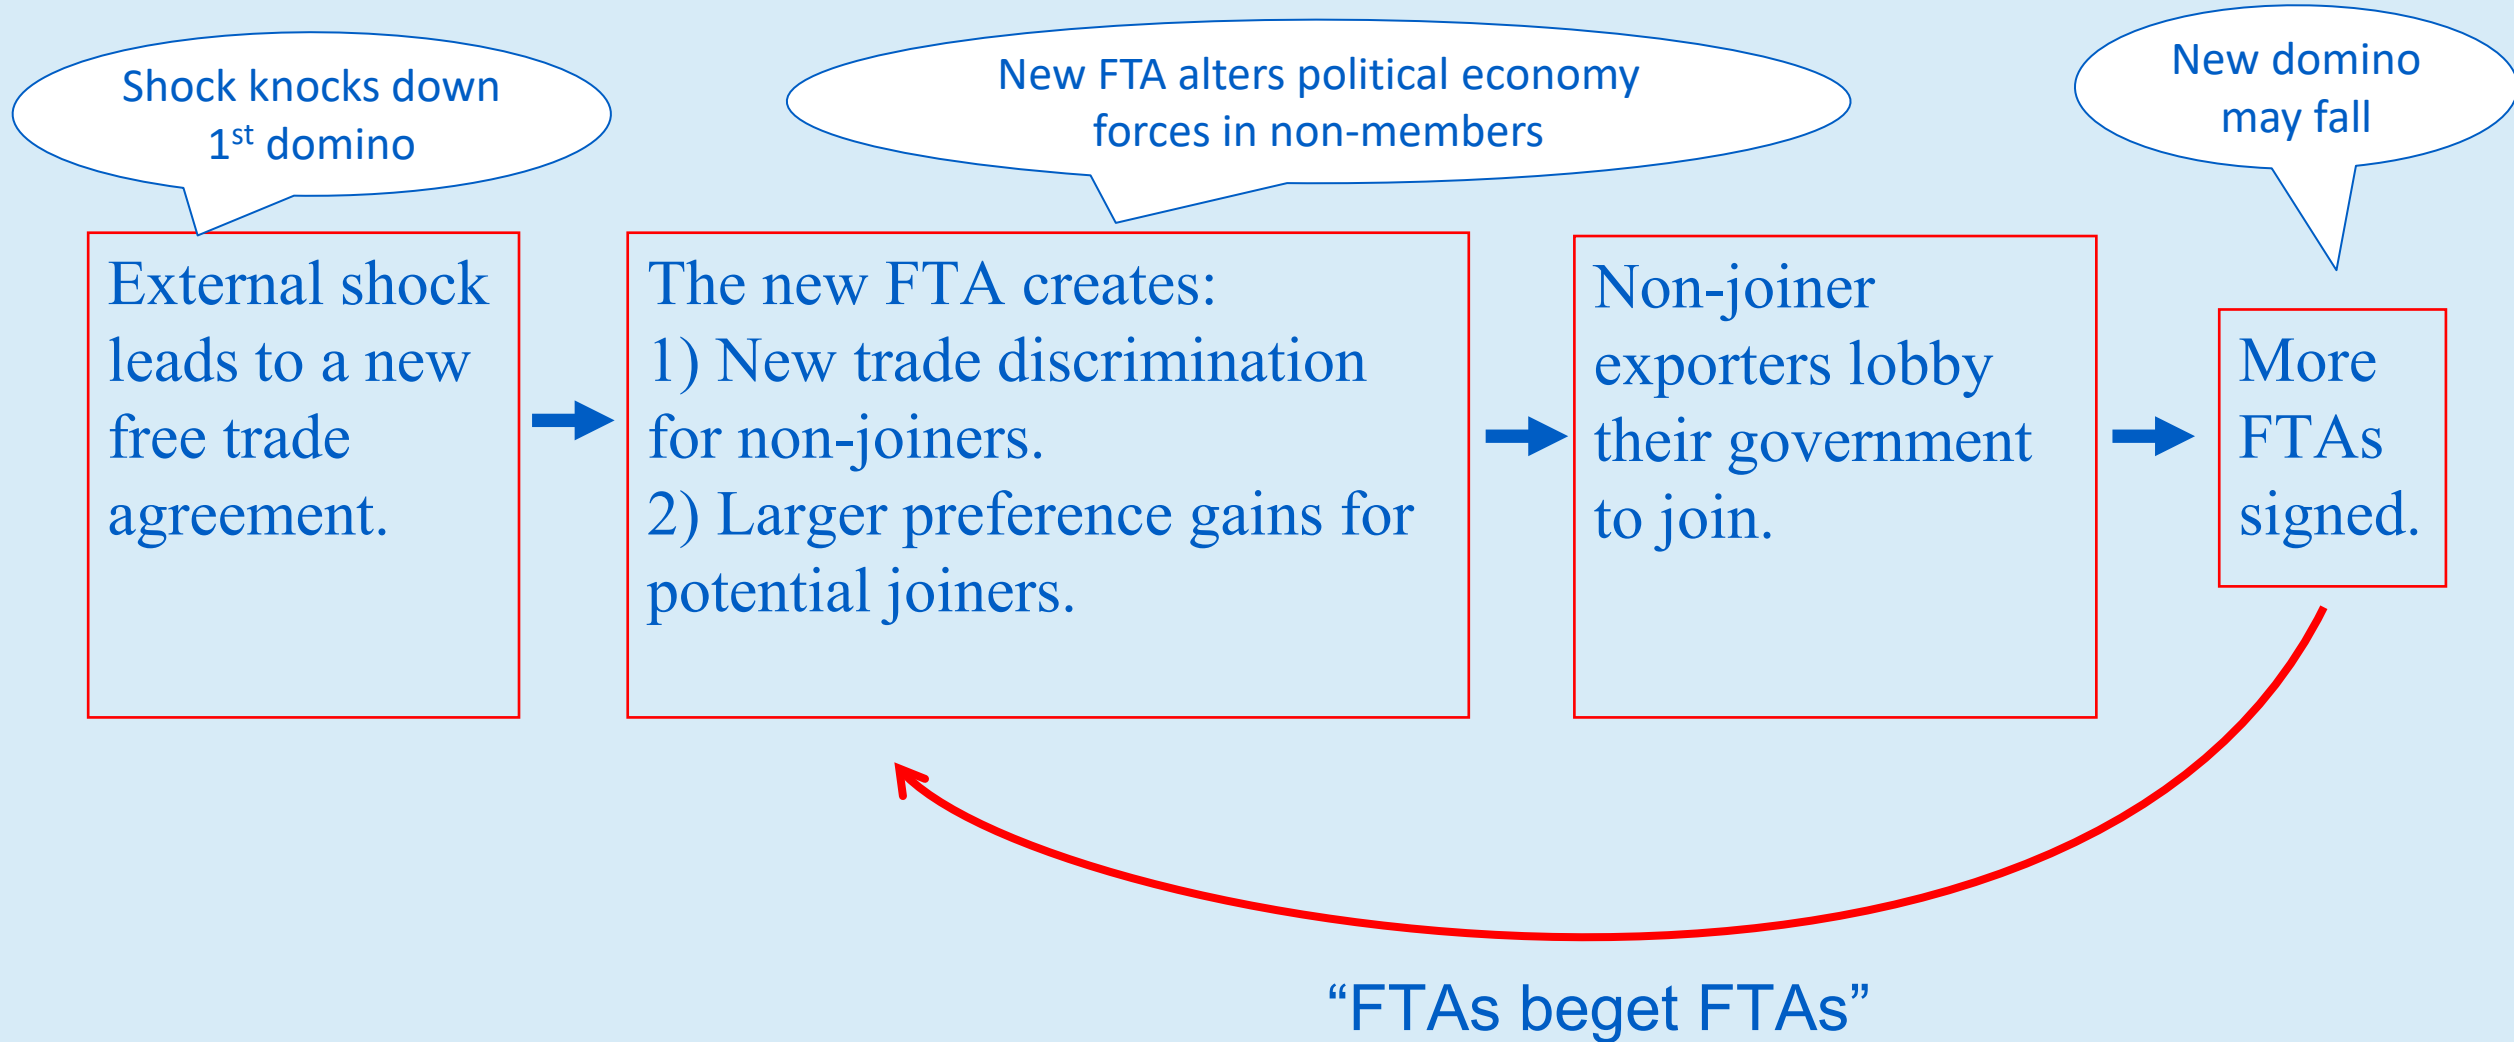 Shock knocks down
1st domino
New FTA alters political economy
forces in non-members
New domino
may fall
External shock
leads to a new
free trade
agreement.
The new FTA creates:
1) New trade discrimination
for non-joiners.
2) Larger preference gains for
potential joiners.
Non-joiner
exporters lobby
their government
to join.
More
FTAs
signed.
“FTAs beget FTAs”